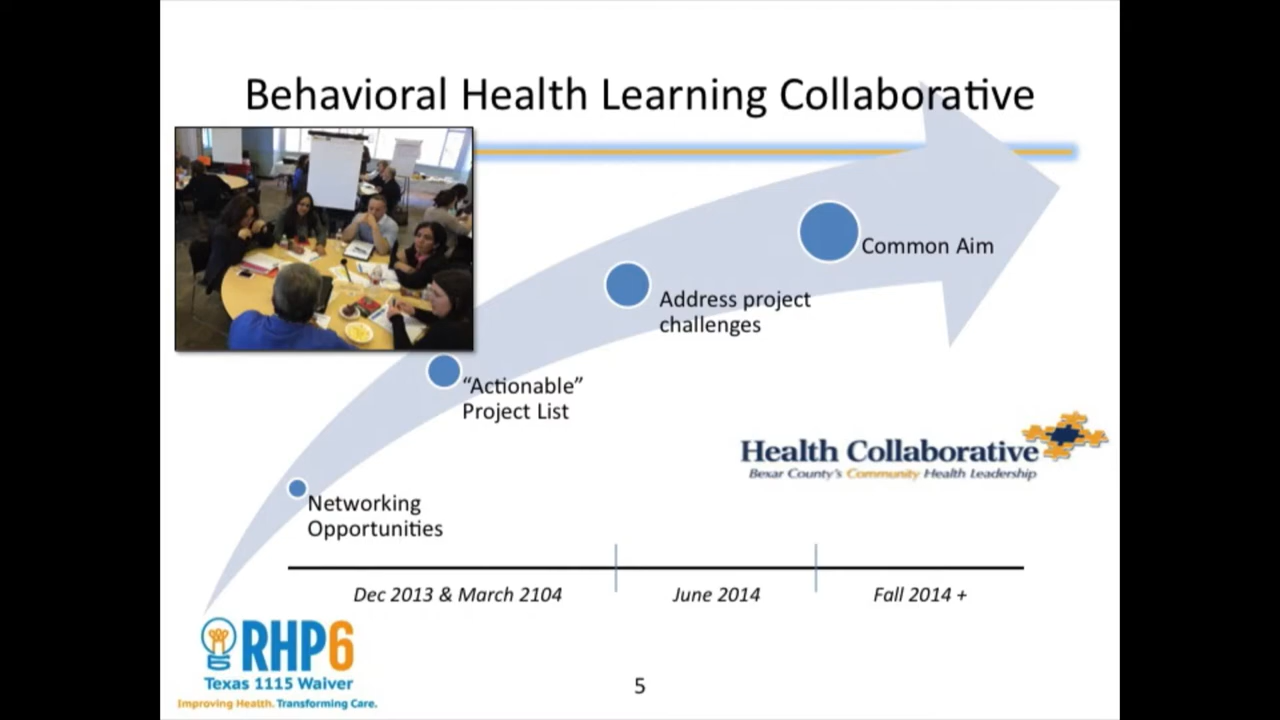 Behavioral Health Learning Collaborative
Common Aim
Address project
challenges
“Actionable”
Project List
Health Collaborative
Bexar County's Community Health Leadership
Networking
Opportunities
Dec 2013 & March 2104
June 2014
Fall 2014 +
RHP6
Texas 1115 Waiver
Improving Health. Transforming Care.
5